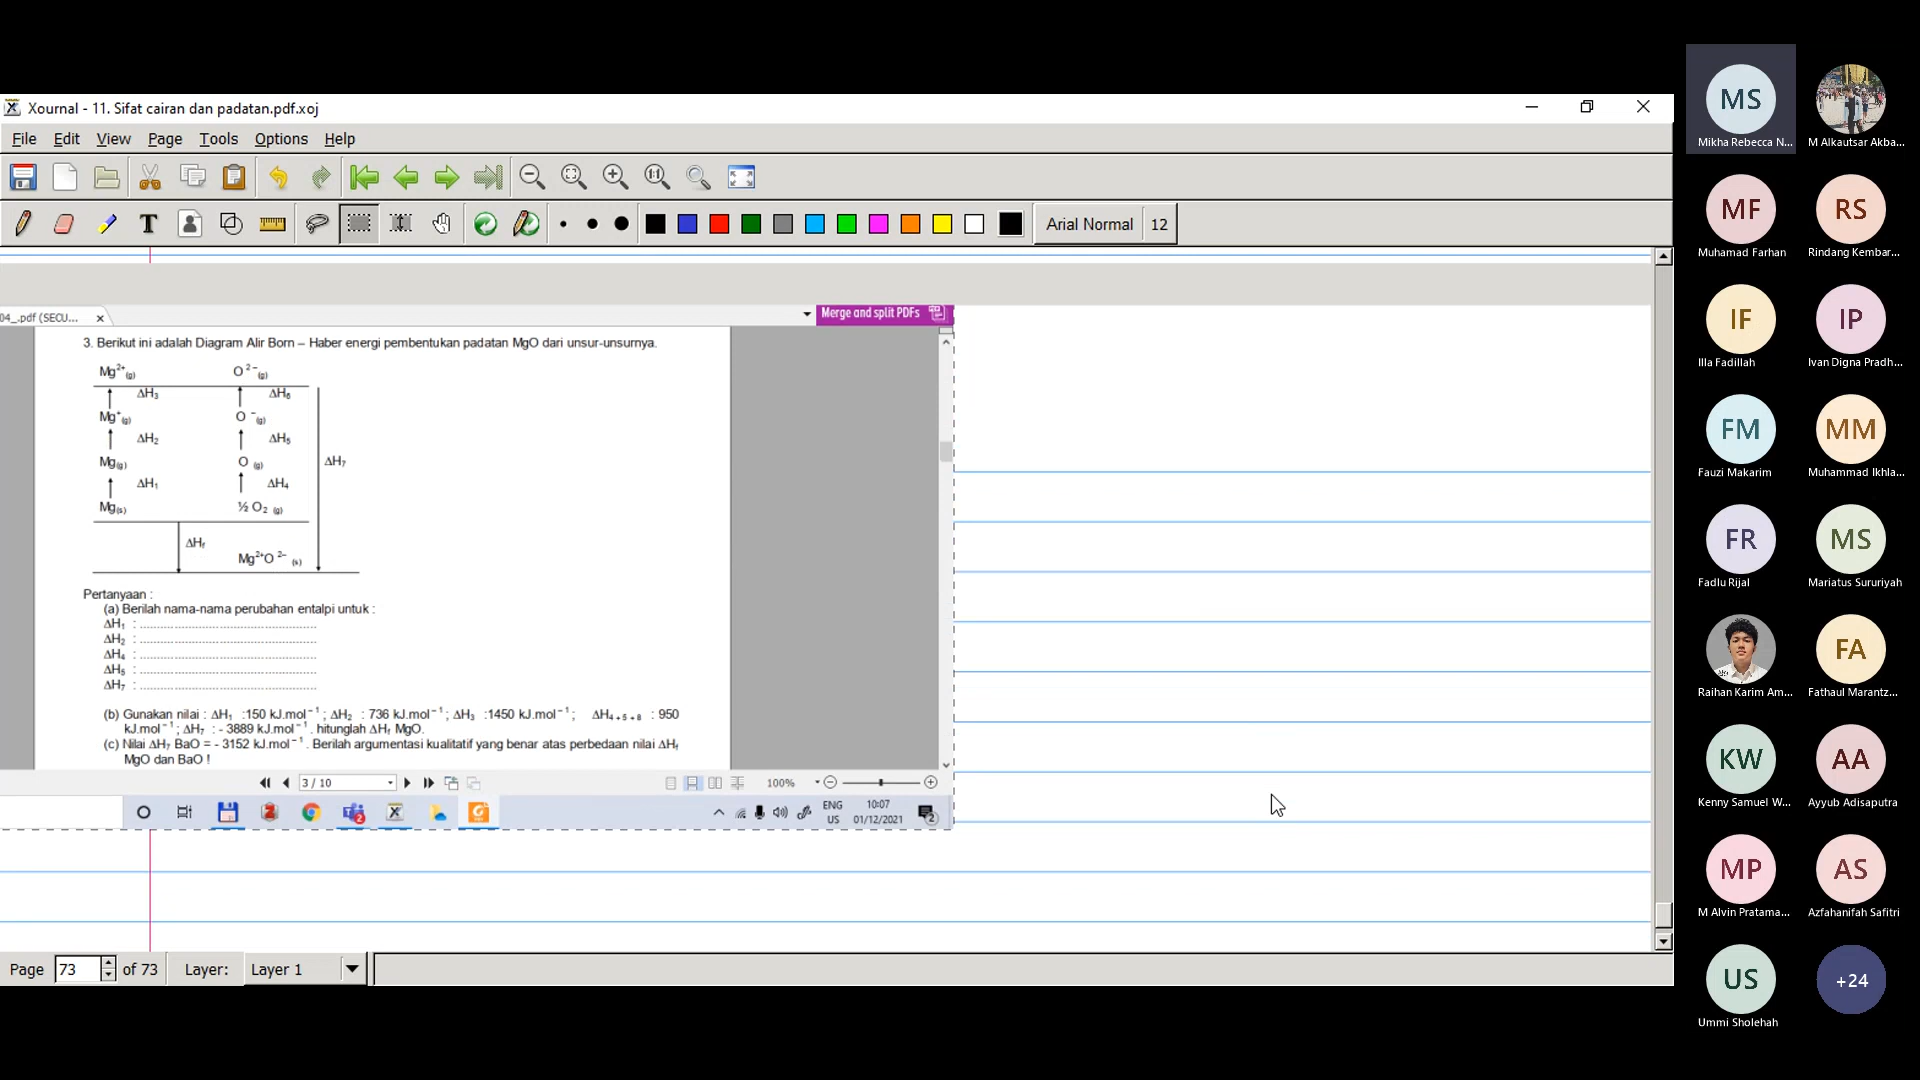 Xournal - 11. Sifat cairan dan padatan.pdf.xoj
File Edit View Page Tools Options Help
Arial Normal 12
04_.pdf (SECU... ×
Merge and split PDFs
3. Berikut ini adalah Diagram Alir Born – Haber energi pembentukan padatan MgO dari unsur-unsurnya.
Mg²⁺(g) O²⁻(g)
ΔH₃ ΔH₆
Mg⁺(g) O⁻(g)
ΔH₂ ΔH₅
Mg(g) O(g) ΔH₇
ΔH₁ ΔH₄
Mg(s) ½ O₂ (g)
ΔHf
Mg²⁺O²⁻(s)
Pertanyaan :
(a) Berilah nama-nama perubahan entalpi untuk :
ΔH₁ : ................................................
ΔH₂ : ................................................
ΔH₄ : ................................................
ΔH₅ : ................................................
ΔH₇ : ................................................
(b) Gunakan nilai : ΔH₁ :150 kJ.mol⁻¹ ; ΔH₂ : 736 kJ.mol⁻¹; ΔH₃ :1450 kJ.mol⁻¹; ΔH₄₊₅₊₆ : 950
kJ.mol⁻¹; ΔH₇ : - 3889 kJ.mol⁻¹. hitunglah ΔHf MgO.
(c) Nilai ΔH₇ BaO = - 3152 kJ.mol⁻¹. Berilah argumentasi kualitatif yang benar atas perbedaan nilai ΔHf
MgO dan BaO !
3 / 10 100%
ENG
US
10:07
01/12/2021
2
Page 73 of 73 Layer: Layer 1
MS
Mikha Rebecca N...
M Alkautsar Akba...
MF
Muhamad Farhan
RS
Rindang Kembar...
IF
Illa Fadillah
IP
Ivan Digna Pradh...
FM
Fauzi Makarim
MM
Muhammad Ikhla...
FR
Fadlu Rijal
MS
Mariatus Sururiyah
Raihan Karim Am...
FA
Fathaul Marantz...
KW
Kenny Samuel W...
AA
Ayyub Adisaputra
MP
M Alvin Pratama...
AS
Azfahanifah Safitri
US
Ummi Sholehah
+24